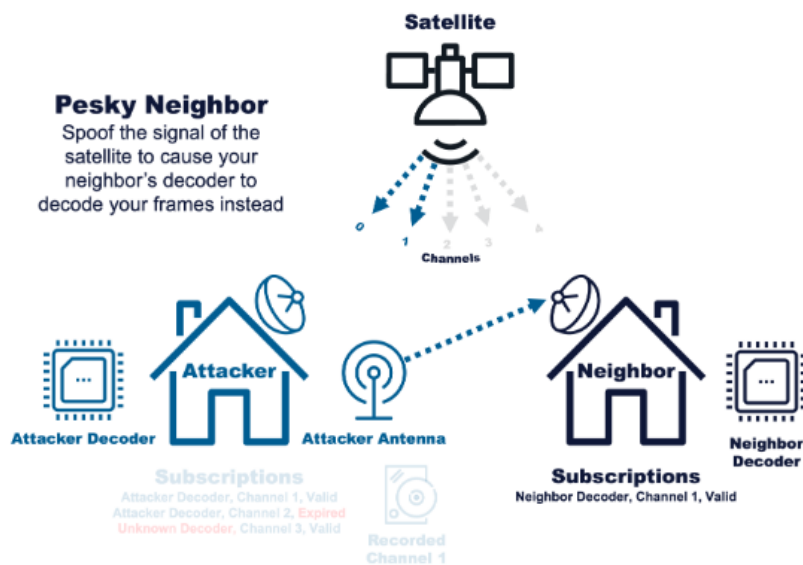 Satellite
Pesky Neighbor
Spoof the signal of the
satellite to cause your
neighbor's decoder to
decode your frames instead
0
1
2
3
4
Channels
Attacker
Neighbor
Attacker Decoder
Attacker Antenna
Neighbor
Decoder
Subscriptions
Attacker Decoder, Channel 1, Valid
Attacker Decoder, Channel 2, Expired
Unknown Decoder, Channel 3, Valid
Recorded
Channel 1
Subscriptions
Neighbor Decoder, Channel 1, Valid